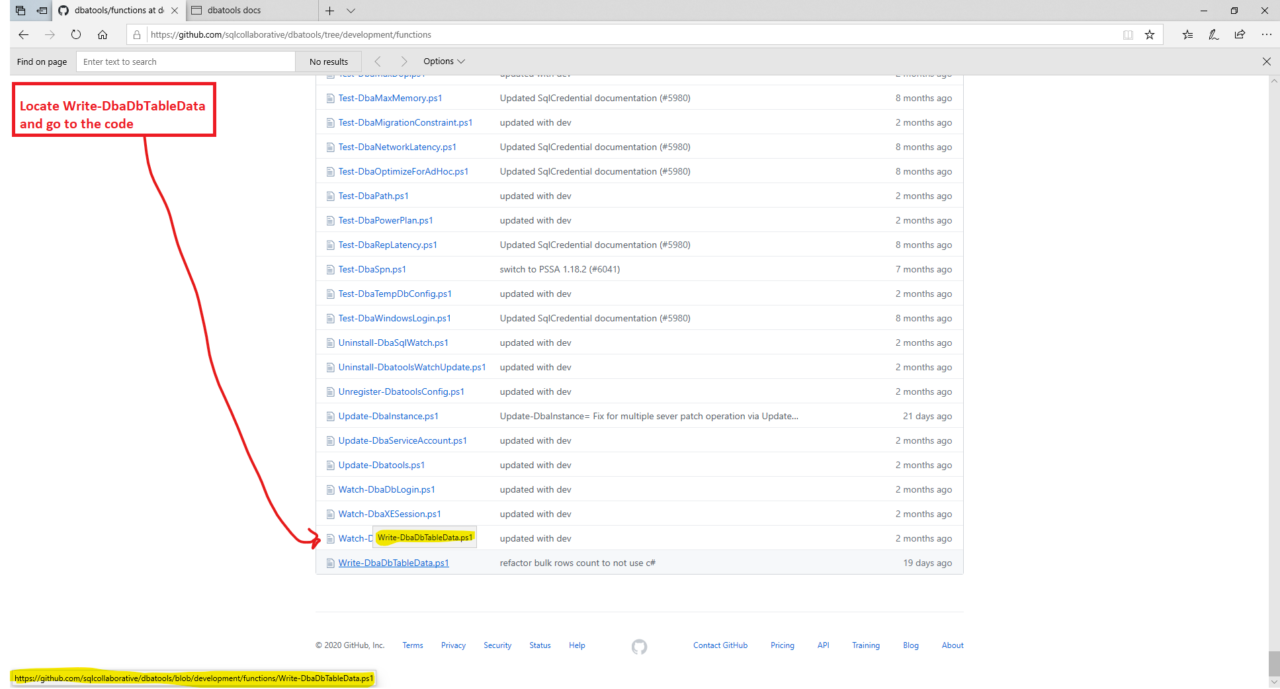 dbatools/functions at d
dbatools docs
https://github.com/sqlcollaborative/dbatools/tree/development/functions
Find on page Enter text to search No results Options
Locate Write-DbaDbTableData
and go to the code
Test-DbaMaxMemory.ps1 Updated SqlCredential documentation (#5980) 8 months ago
Test-DbaMigrationConstraint.ps1 updated with dev 2 months ago
Test-DbaNetworkLatency.ps1 Updated SqlCredential documentation (#5980) 8 months ago
Test-DbaOptimizeForAdHoc.ps1 Updated SqlCredential documentation (#5980) 8 months ago
Test-DbaPath.ps1 updated with dev 2 months ago
Test-DbaPowerPlan.ps1 updated with dev 2 months ago
Test-DbaRepLatency.ps1 Updated SqlCredential documentation (#5980) 8 months ago
Test-DbaSpn.ps1 switch to PSSA 1.18.2 (#6041) 7 months ago
Test-DbaTempDbConfig.ps1 updated with dev 2 months ago
Test-DbaWindowsLogin.ps1 Updated SqlCredential documentation (#5980) 8 months ago
Uninstall-DbaSqlWatch.ps1 updated with dev 2 months ago
Uninstall-DbatoolsWatchUpdate.ps1 updated with dev 2 months ago
Unregister-DbatoolsConfig.ps1 updated with dev 2 months ago
Update-DbaInstance.ps1 Update-DbaInstance= Fix for multiple sever patch operation via Update... 21 days ago
Update-DbaServiceAccount.ps1 updated with dev 2 months ago
Update-Dbatools.ps1 updated with dev 2 months ago
Watch-DbaDbLogin.ps1 updated with dev 2 months ago
Watch-DbaXESession.ps1 updated with dev 2 months ago
Watch-D Write-DbaDbTableData.ps1 updated with dev 2 months ago
Write-DbaDbTableData.ps1 refactor bulk rows count to not use c# 19 days ago
© 2020 GitHub, Inc. Terms Privacy Security Status Help Contact GitHub Pricing API Training Blog About
https://github.com/sqlcollaborative/dbatools/blob/development/functions/Write-DbaDbTableData.ps1